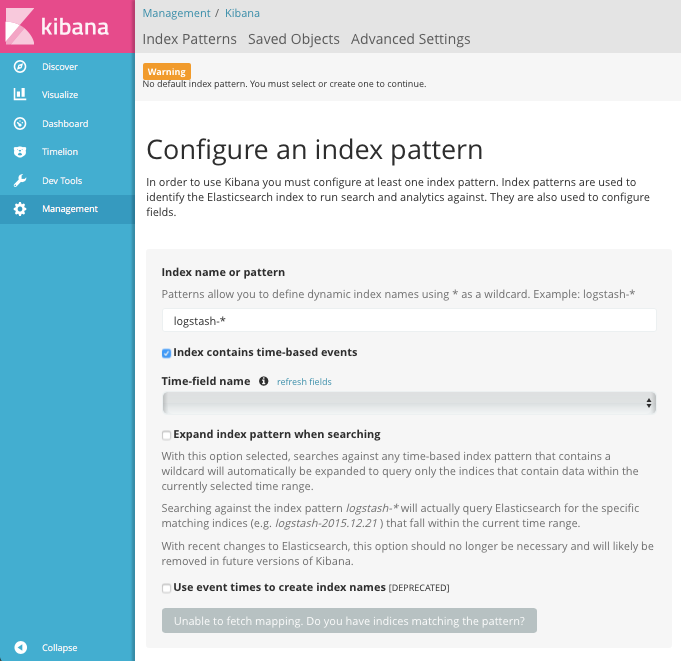 kibana
Discover
Visualize
Dashboard
Timelion
Dev Tools
Management
Collapse
Management / Kibana
Index Patterns Saved Objects Advanced Settings
Warning
No default index pattern. You must select or create one to continue.
Configure an index pattern
In order to use Kibana you must configure at least one index pattern. Index patterns are used to
identify the Elasticsearch index to run search and analytics against. They are also used to configure
fields.
Index name or pattern
Patterns allow you to define dynamic index names using * as a wildcard. Example: logstash-*
logstash-*
Index contains time-based events
Time-field name refresh fields
Expand index pattern when searching
With this option selected, searches against any time-based index pattern that contains a
wildcard will automatically be expanded to query only the indices that contain data within the
currently selected time range.
Searching against the index pattern logstash-* will actually query Elasticsearch for the specific
matching indices (e.g. logstash-2015.12.21 ) that fall within the current time range.
With recent changes to Elasticsearch, this option should no longer be necessary and will likely be
removed in future versions of Kibana.
Use event times to create index names [DEPRECATED]
Unable to fetch mapping. Do you have indices matching the pattern?